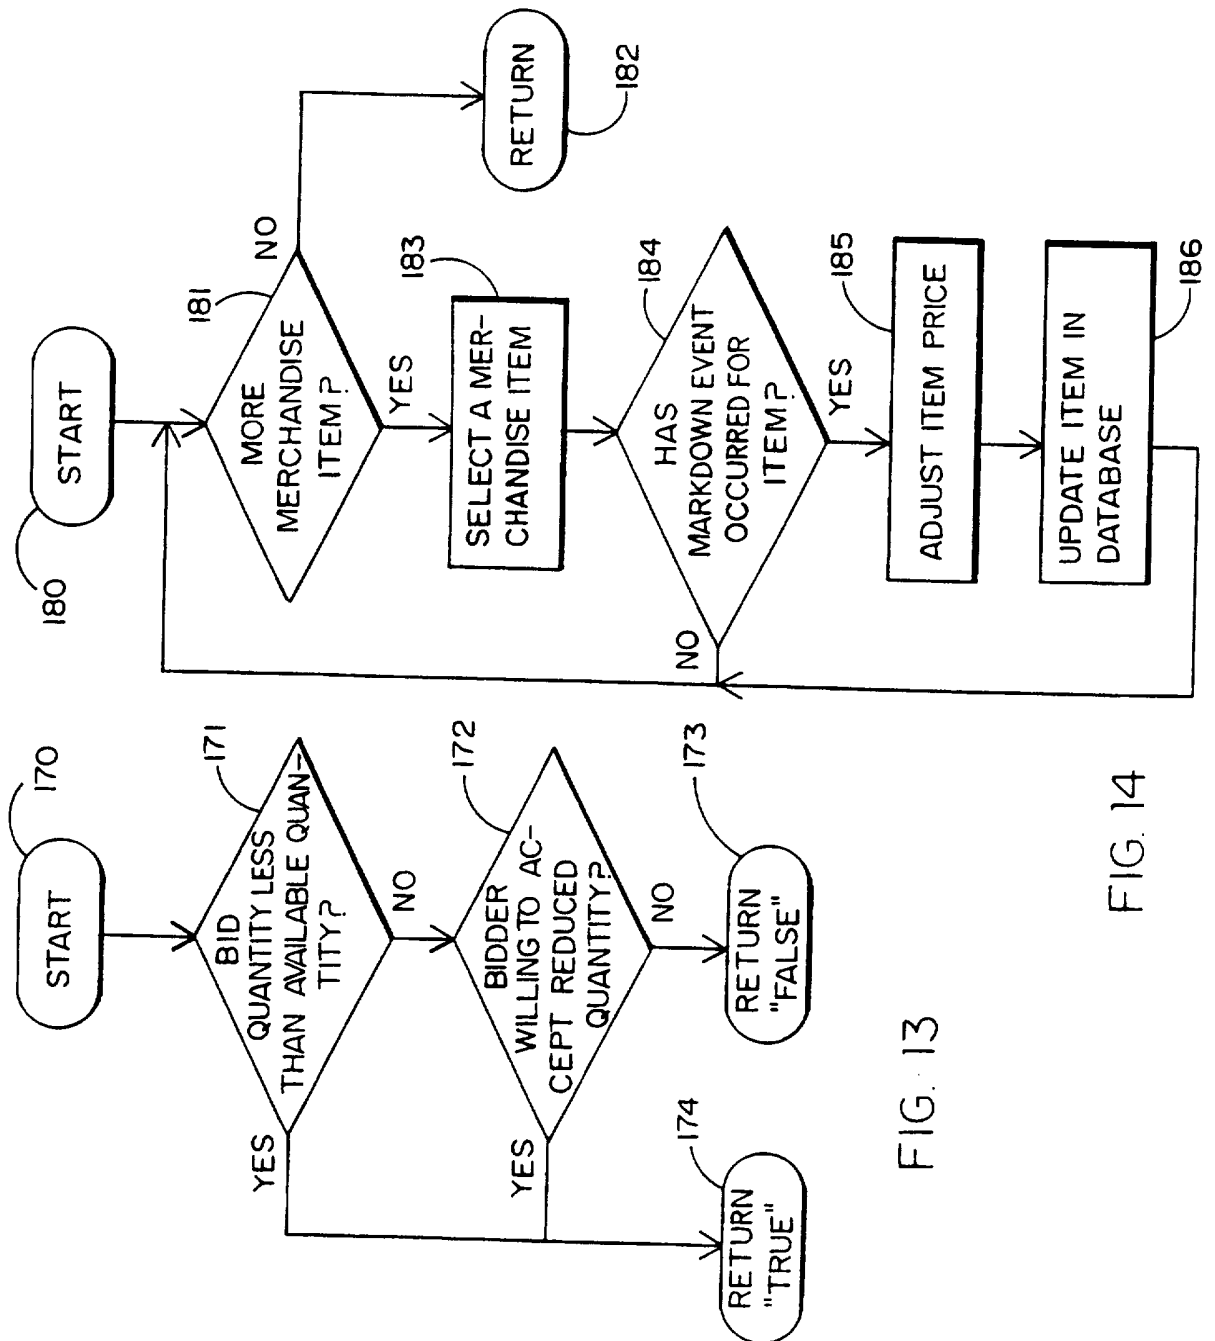 170
START
171
BID
QUANTITY LESS
THAN AVAILABLE QUAN-
TITY?
YES
NO
172
BIDDER
WILLING TO AC-
CEPT REDUCED
QUANTITY?
YES
NO
173
RETURN
"FALSE"
174
RETURN
"TRUE"
FIG. 13
180
START
181
MORE
MERCHANDISE
ITEM?
NO
YES
RETURN
182
183
SELECT A MER-
CHANDISE ITEM
184
HAS
MARKDOWN EVENT
OCCURRED FOR
ITEM?
NO
YES
185
ADJUST ITEM PRICE
186
UPDATE ITEM IN
DATABASE
FIG. 14